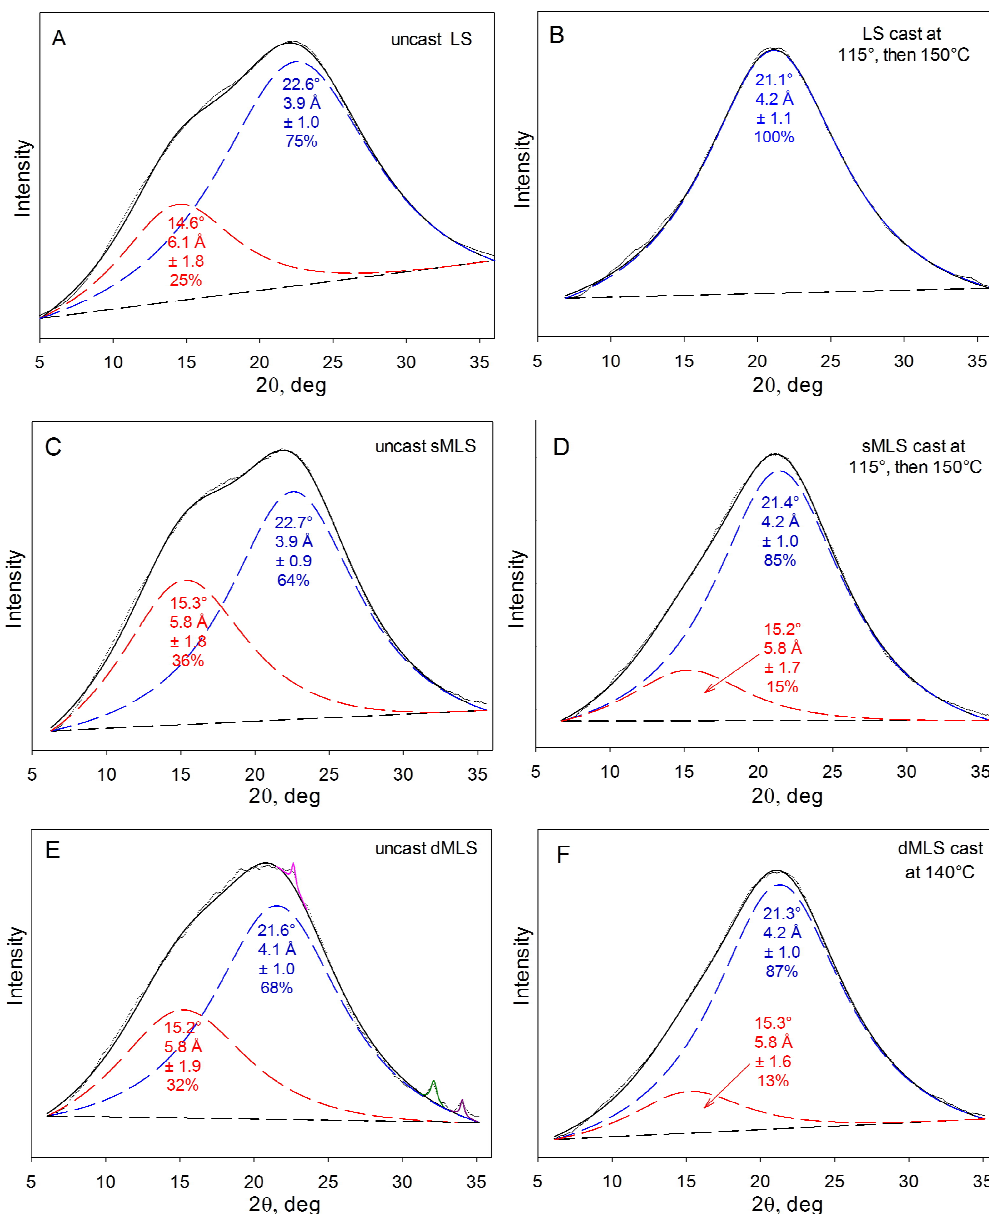 A
uncast LS
22.6°
3.9 Å
± 1.0
75%
14.6°
6.1 Å
± 1.8
25%
Intensity
5 10 15 20 25 30 35
2θ, deg
B
LS cast at
115°, then 150°C
21.1°
4.2 Å
± 1.1
100%
Intensity
5 10 15 20 25 30 35
2θ, deg
C
uncast sMLS
22.7°
3.9 Å
± 0.9
64%
15.3°
5.8 Å
± 1.8
36%
Intensity
5 10 15 20 25 30 35
2θ, deg
D
sMLS cast at
115°, then 150°C
21.4°
4.2 Å
± 1.0
85%
15.2°
5.8 Å
± 1.7
15%
Intensity
5 10 15 20 25 30 35
2θ, deg
E
uncast dMLS
21.6°
4.1 Å
± 1.0
68%
15.2°
5.8 Å
± 1.9
32%
Intensity
5 10 15 20 25 30 35
2θ, deg
F
dMLS cast
at 140°C
21.3°
4.2 Å
± 1.0
87%
15.3°
5.8 Å
± 1.6
13%
Intensity
5 10 15 20 25 30 35
2θ, deg